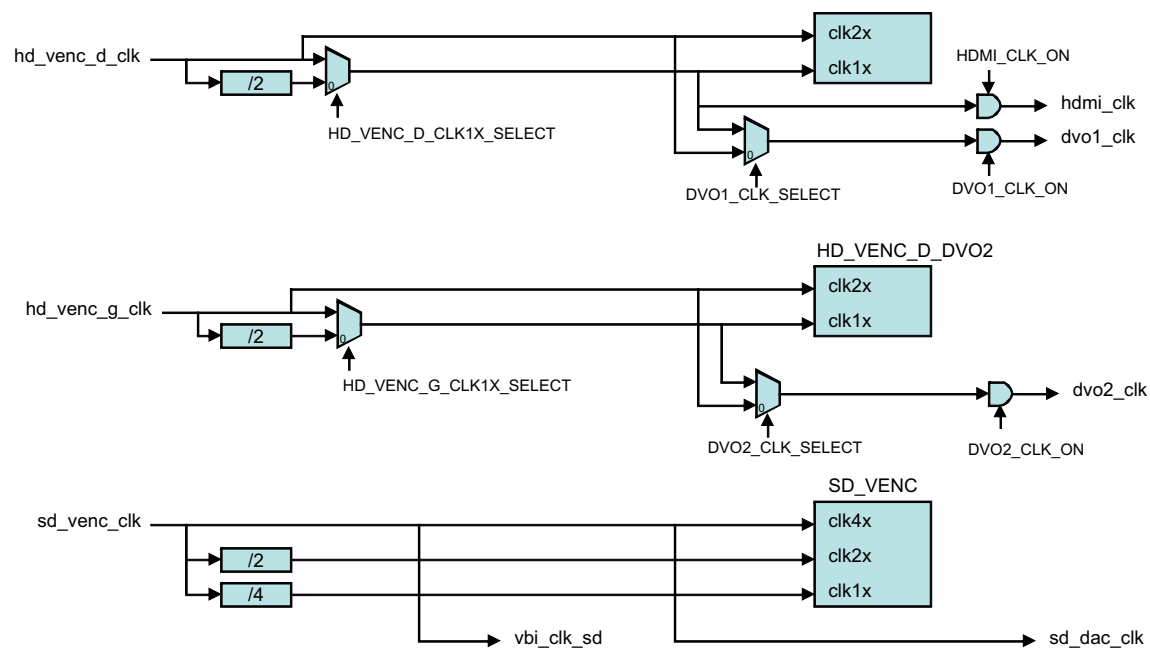 clk2x
hd_venc_d_clk
HDMI_CLK_ON
clk1x
/2
0
hdmi_clk
HD_VENC_D_CLK1X_SELECT
dvo1_clk
0
DVO1_CLK_SELECT
DVO1_CLK_ON
HD_VENC_D_DVO2
clk2x
hd_venc_g_clk
clk1x
/2
0
HD_VENC_G_CLK1X_SELECT
dvo2_clk
0
DVO2_CLK_SELECT
DVO2_CLK_ON
SD_VENC
sd_venc_clk
clk4x
/2
clk2x
/4
clk1x
vbi_clk_sd
sd_dac_clk